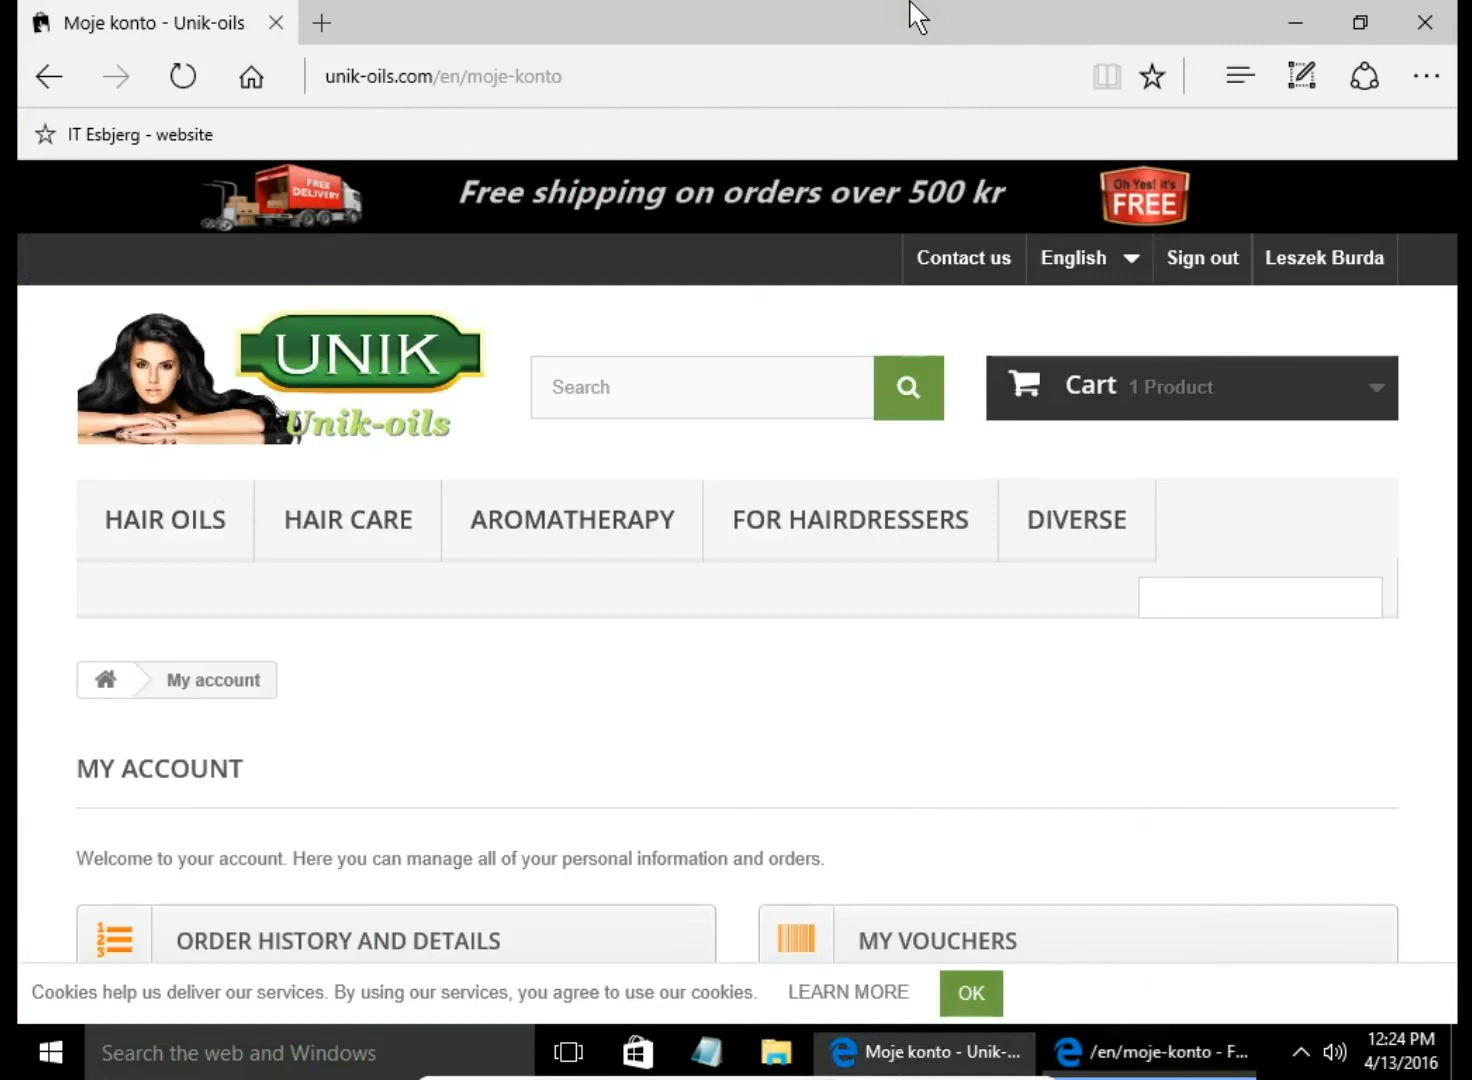 Moje konto - Unik-oils
unik-oils.com/en/moje-konto
IT Esbjerg - website
FREE
DELIVERY
Free shipping on orders over 500 kr
Oh Yes! it's
FREE
Contact us
English
Sign out
Leszek Burda
UNIK
Unik-oils
Search
Cart 1 Product
HAIR OILS
HAIR CARE
AROMATHERAPY
FOR HAIRDRESSERS
DIVERSE
My account
MY ACCOUNT
Welcome to your account. Here you can manage all of your personal information and orders.
1
2
3
ORDER HISTORY AND DETAILS
MY VOUCHERS
Cookies help us deliver our services. By using our services, you agree to use our cookies.
LEARN MORE
OK
Search the web and Windows
Moje konto - Unik-...
/en/moje-konto - F...
12:24 PM
4/13/2016